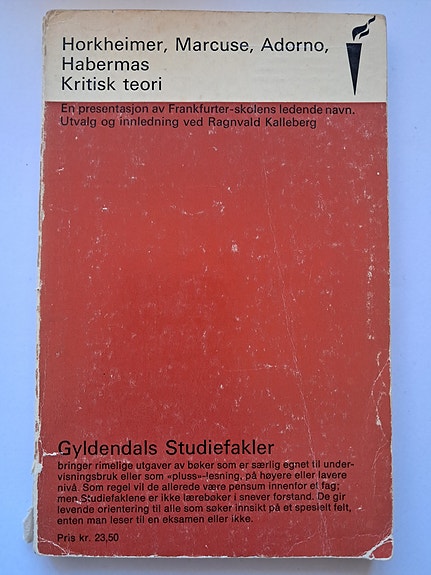 Horkheimer, Marcuse, Adorno,
Habermas
Kritisk teori
En presentasjon av Frankfurter-skolens ledende navn.
Utvalg og innledning ved Ragnvald Kalleberg
Gyldendals Studiefakler
bringer rimelige utgaver av bøker som er særlig egnet til under-
visningsbruk eller som «pluss»-lesning, på høyere eller lavere
nivå. Som regel vil de allerede være pensum innenfor et fag;
men Studiefaklene er ikke lærebøker i snever forstand. De gir
levende orientering til alle som søker innsikt på et spesielt felt,
enten man leser til en eksamen eller ikke.
Pris kr. 23,50